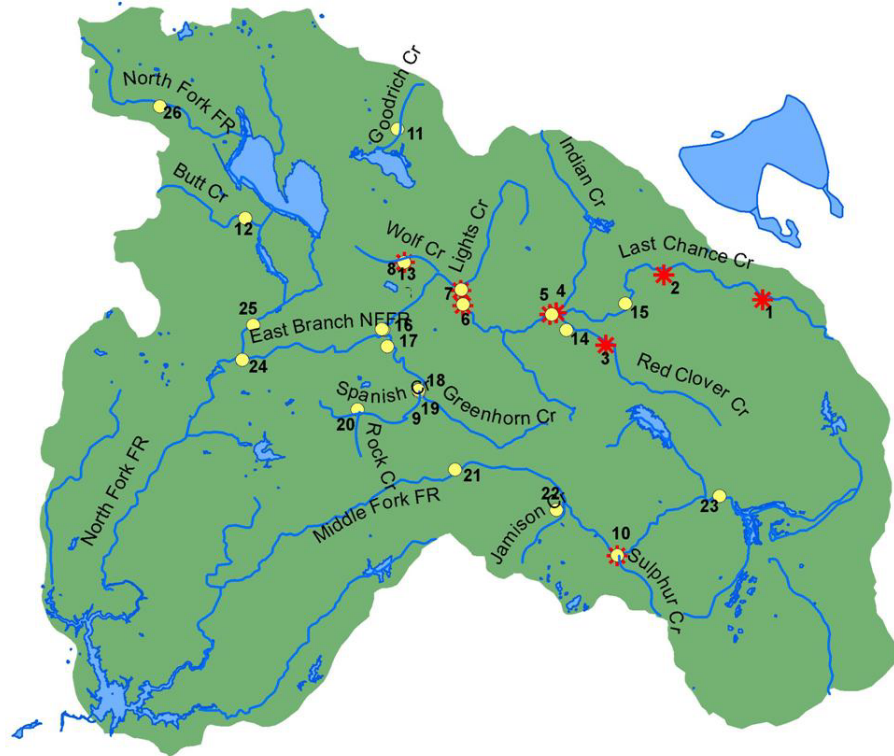 Goodrich Cr
North Fork FR
26
11
Indian Cr
Butt Cr
12
Wolf Cr
Lights Cr
Last Chance Cr
8
13
2
7
6
5
4
15
1
25
East Branch NFFR
16
17
14
3
24
Red Clover Cr
Spanish Cr
18
19
9
Greenhorn Cr
20
Rock Cr
North Fork FR
21
Middle Fork FR
22
Jamison Cr
23
10
Sulphur Cr